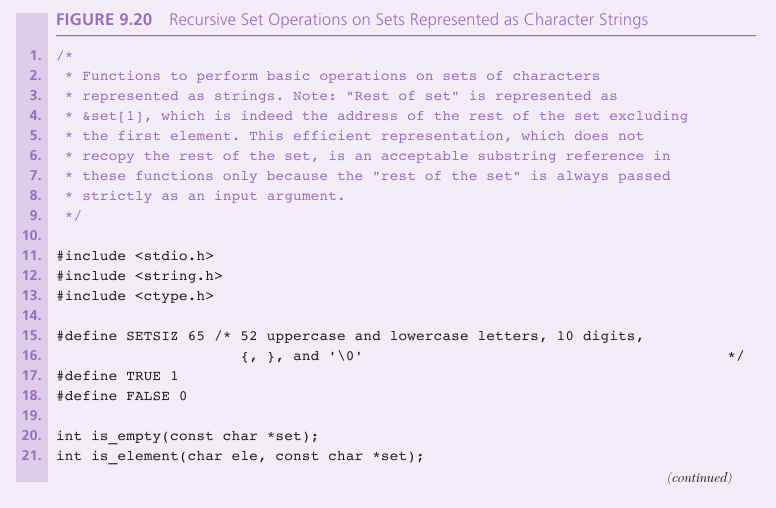 FIGURE 9.20 Recursive Set Operations on Sets Represented as Character Strings
1. /*
2. * Functions to perform basic operations on sets of characters
3. * represented as strings. Note: "Rest of set" is represented as
4. * &set[1], which is indeed the address of the rest of the set excluding
5. * the first element. This efficient representation, which does not
6. * recopy the rest of the set, is an acceptable substring reference in
7. * these functions only because the "rest of the set" is always passed
8. * strictly as an input argument.
9. */
10.
11. #include <stdio.h>
12. #include <string.h>
13. #include <ctype.h>
14.
15. #define SETSIZ 65 /* 52 uppercase and lowercase letters, 10 digits,
16. {, }, and '\0' */
17. #define TRUE 1
18. #define FALSE 0
19.
20. int is_empty(const char *set);
21. int is_element(char ele, const char *set);
(continued)